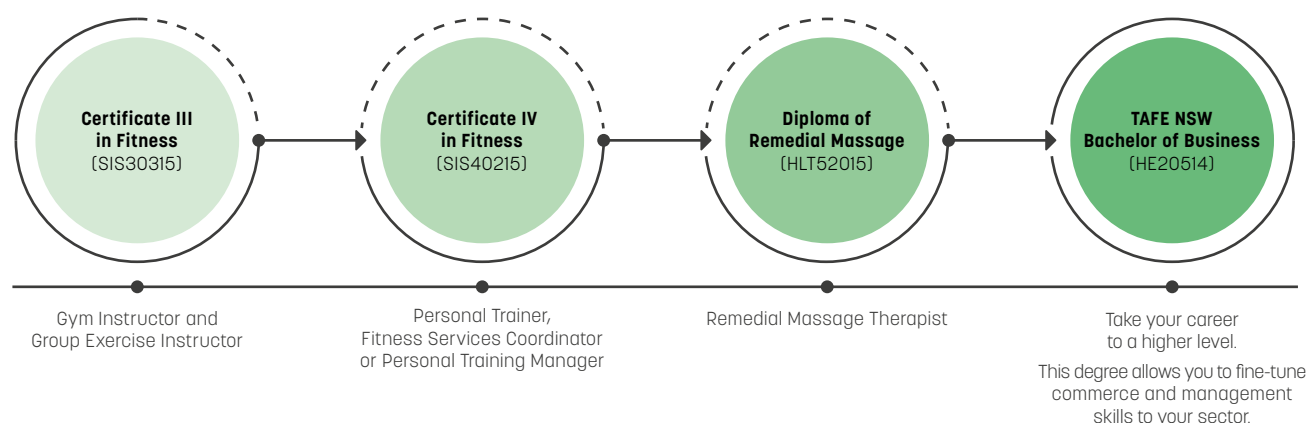 Certificate III
in Fitness
(SIS30315)
Certificate IV
in Fitness
(SIS40215)
Diploma of
Remedial Massage
(HLT52015)
TAFE NSW
Bachelor of Business
(HE20514)
Gym Instructor and
Group Exercise Instructor
Personal Trainer,
Fitness Services Coordinator
or Personal Training Manager
Remedial Massage Therapist
Take your career
to a higher level.
This degree allows you to fine-tune
commerce and management
skills to your sector.